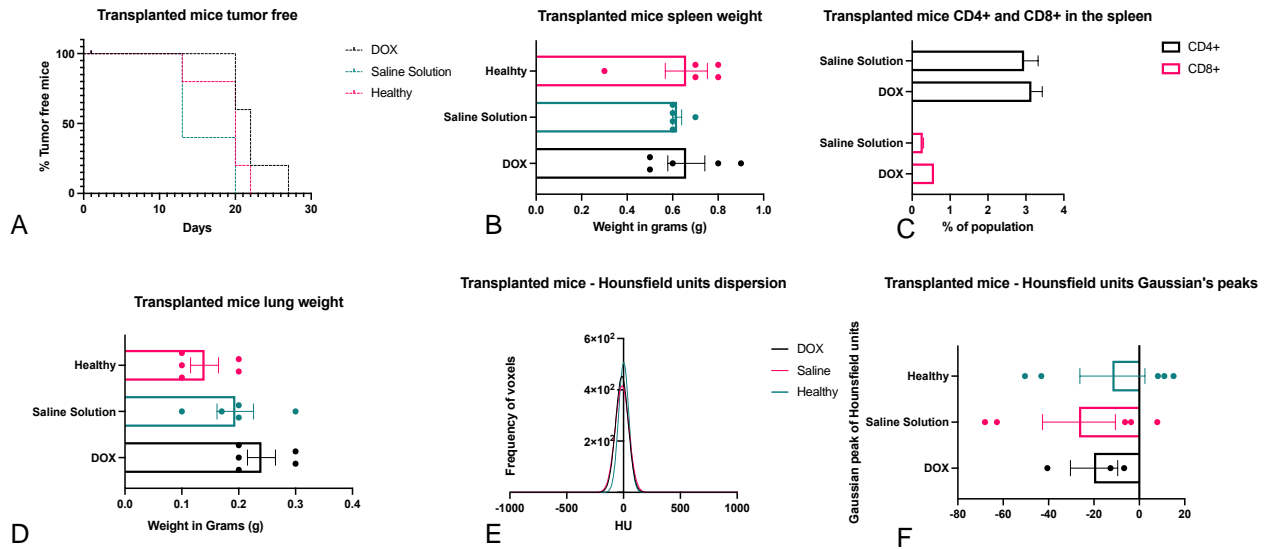 Transplanted mice tumor free
% Tumor free mice
100
50
0
0
10
20
30
Days
DOX
Saline Solution
Healthy
A
Transplanted mice spleen weight
Healhty
Saline Solution
DOX
0.0
0.2
0.4
0.6
0.8
1.0
Weight in grams (g)
B
Transplanted mice CD4+ and CD8+ in the spleen
Saline Solution
DOX
Saline Solution
DOX
0
1
2
3
4
% of population
CD4+
CD8+
C
Transplanted mice lung weight
Healthy
Saline Solution
DOX
0.0
0.1
0.2
0.3
0.4
Weight in Grams (g)
D
Transplanted mice - Hounsfield units dispersion
Frequency of voxels
6×10²
4×10²
2×10²
-1000
-500
0
500
1000
HU
DOX
Saline
Healthy
E
Transplanted mice - Hounsfield units Gaussian's peaks
Gaussian peak of Hounsfield units
Healthy
Saline Solution
DOX
-80
-60
-40
-20
0
20
F